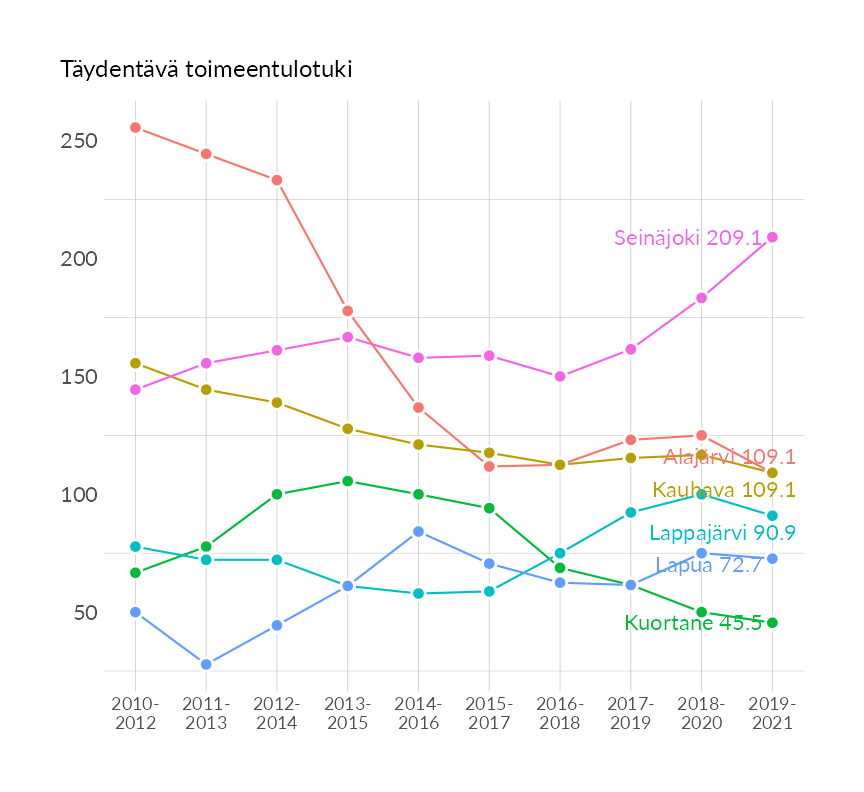 Täydentävä toimeentulotuki
250
200
150
100
50
Seinäjoki 209.1
Alajärvi 109.1
Kauhava 109.1
Lappajärvi 90.9
Lapua 72.7
Kuortane 45.5
2010- 2011- 2012- 2013- 2014- 2015- 2016- 2017- 2018- 2019-
2012 2013 2014 2015 2016 2017 2018 2019 2020 2021